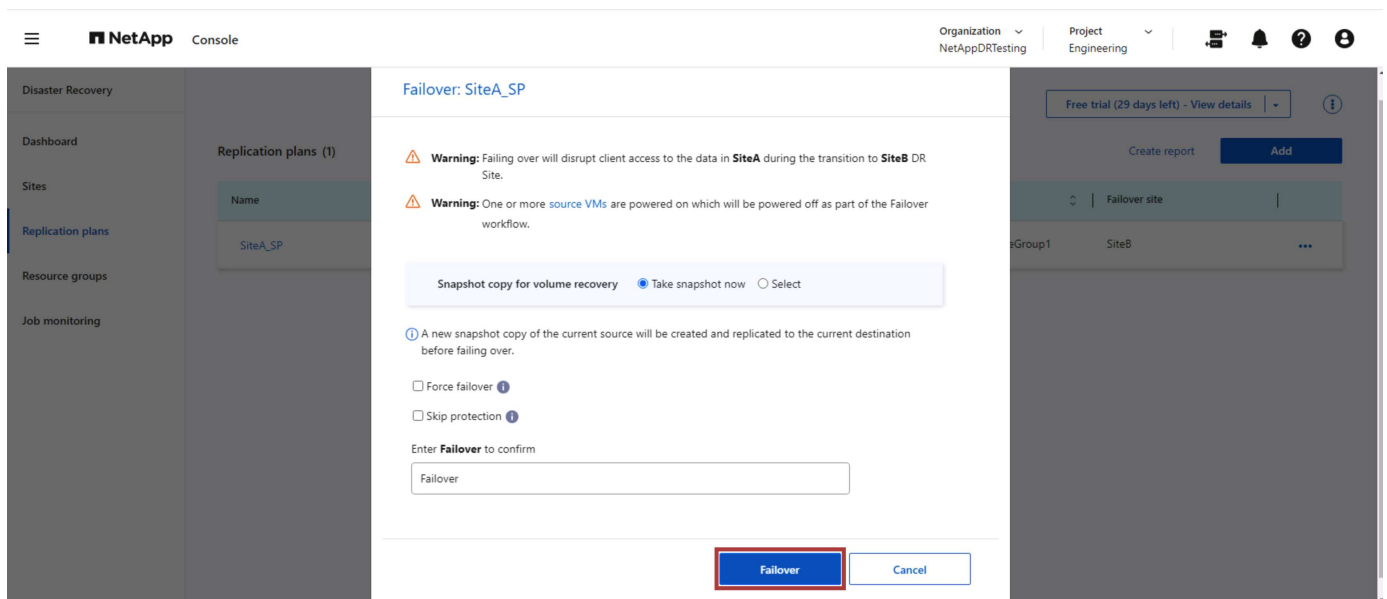 NetApp Console
Organization
NetAppDRTesting
Project
Engineering
Disaster Recovery
Dashboard
Sites
Replication plans
Resource groups
Job monitoring
Free trial (29 days left) - View details
Replication plans (1)
Create report
Add
Name
Failover site
SiteA_SP
eGroup1
SiteB
Failover: SiteA_SP
Warning: Failing over will disrupt client access to the data in SiteA during the transition to SiteB DR
Site.
Warning: One or more source VMs are powered on which will be powered off as part of the Failover
workflow.
Snapshot copy for volume recovery Take snapshot now Select
A new snapshot copy of the current source will be created and replicated to the current destination
before failing over.
Force failover
Skip protection
Enter Failover to confirm
Failover
Failover
Cancel